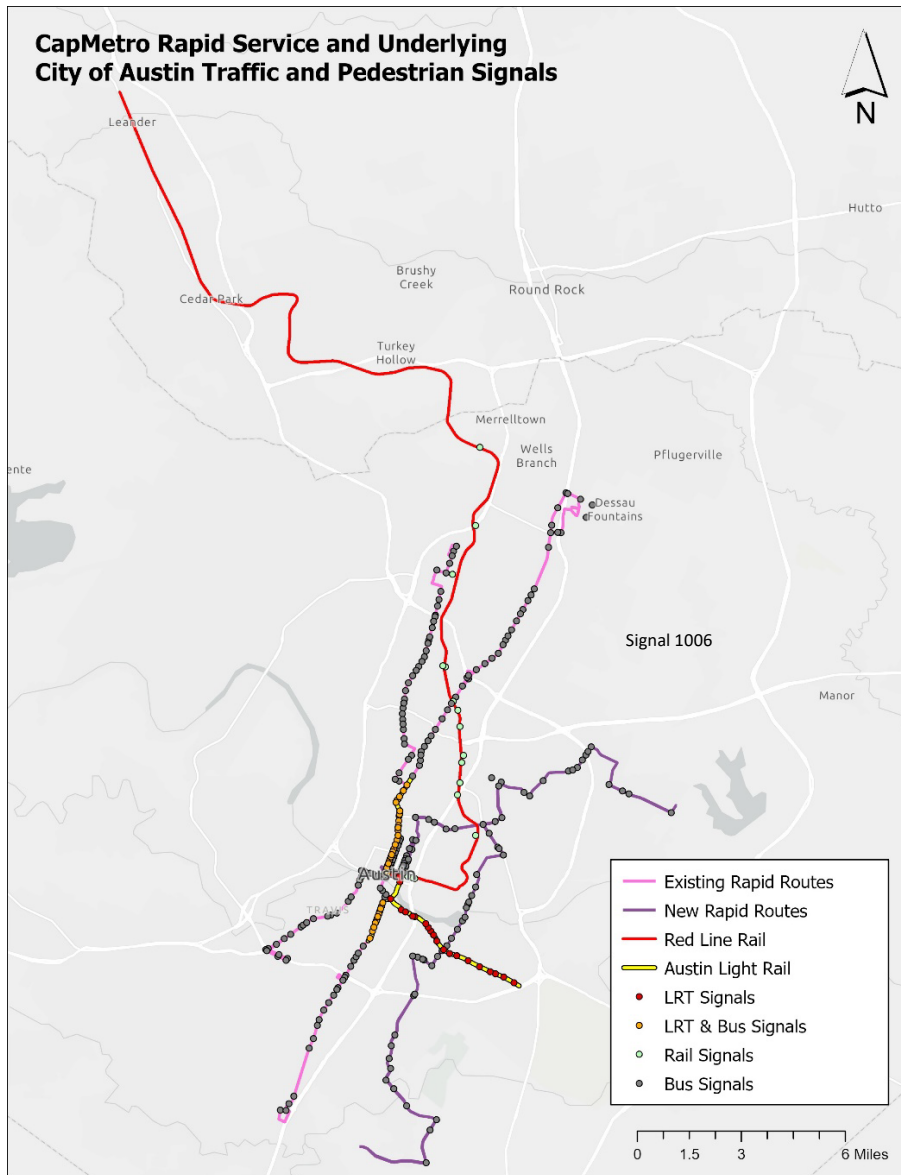 CapMetro Rapid Service and Underlying
City of Austin Traffic and Pedestrian Signals
N
Leander
Hutto
Brushy
Creek
Round Rock
Cedar Park
Turkey
Hollow
Merrelltown
Wells
Branch
Pflugerville
ente
Dessau
Fountains
Signal 1006
Manor
Austin
TRAVIS
Existing Rapid Routes
New Rapid Routes
Red Line Rail
Austin Light Rail
LRT Signals
LRT & Bus Signals
Rail Signals
Bus Signals
0 1.5 3 6 Miles